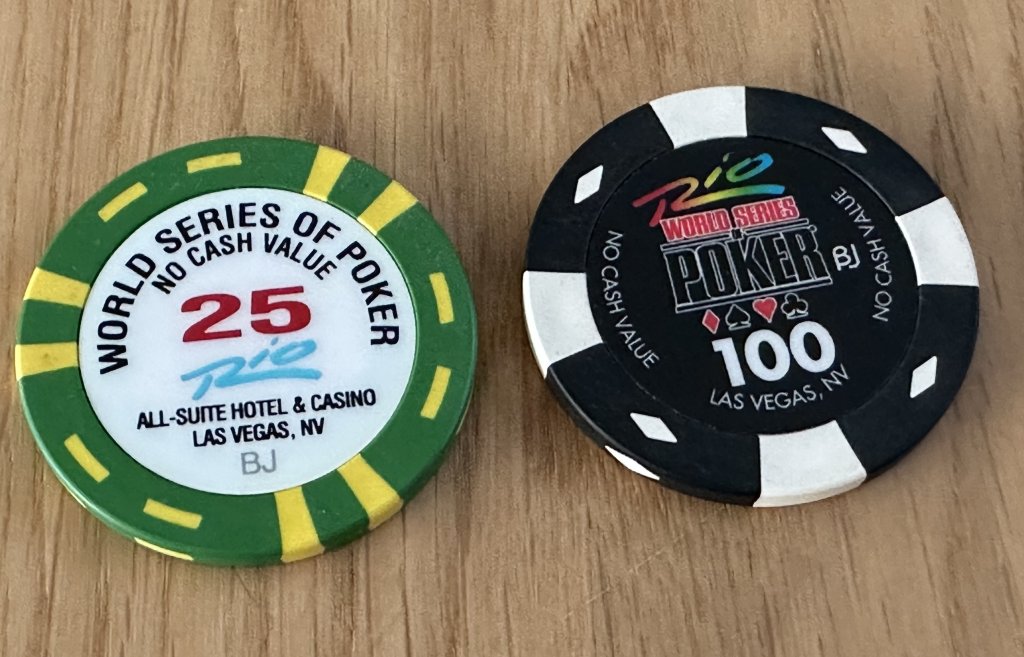 WORLD SERIES OF POKER
NO CASH VALUE
25
Rio
ALL-SUITE HOTEL & CASINO
LAS VEGAS, NV
BJ
Rio
WORLD SERIES
of
POKER
BJ
NO CASH VALUE
NO CASH VALUE
100
LAS VEGAS, NV